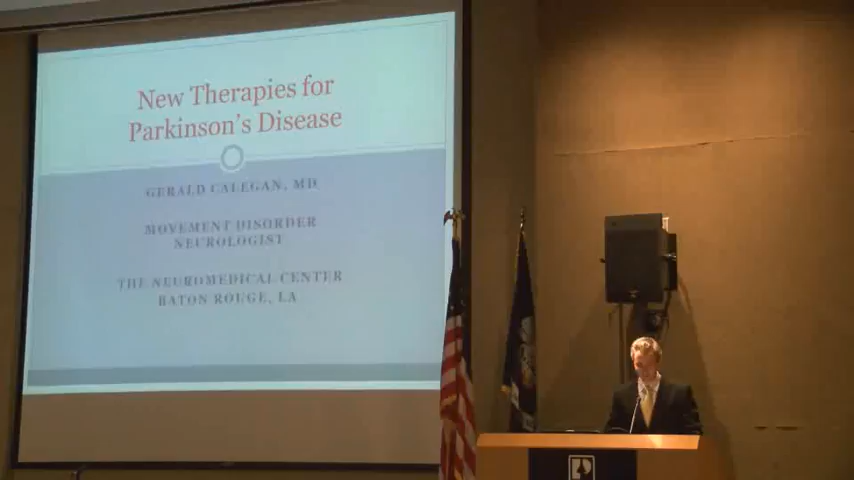 New Therapies for
Parkinson's Disease
GERALD CALEGAN, MD
MOVEMENT DISORDER
NEUROLOGIST
THE NEUROMEDICAL CENTER
BATON ROUGE, LA